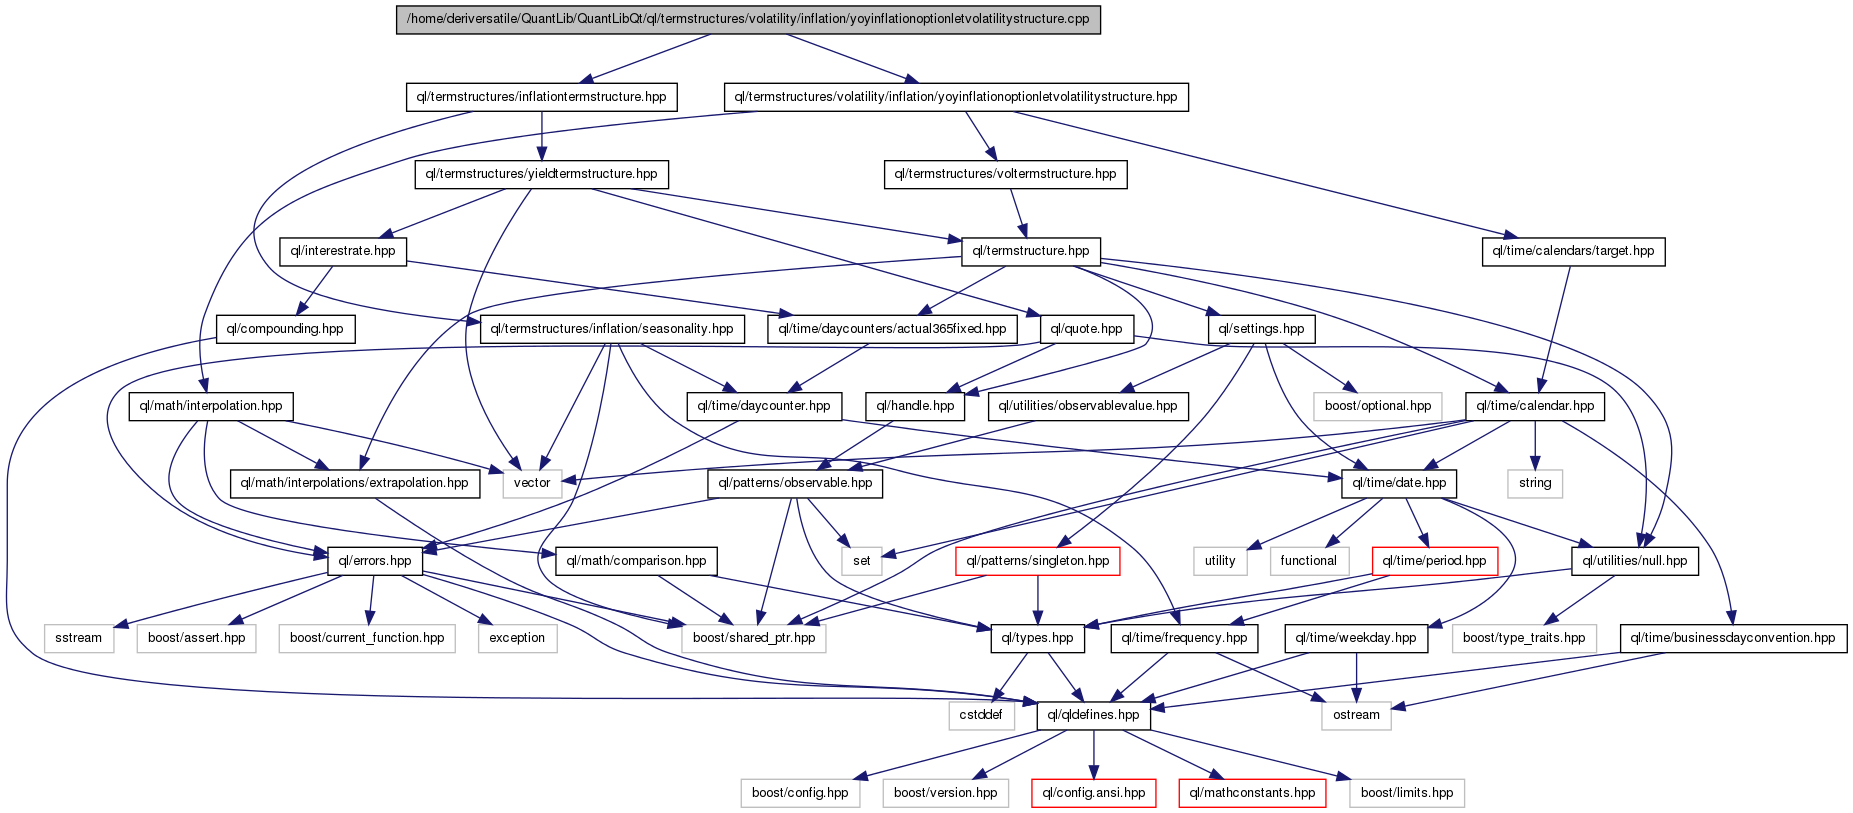 /home/deriversatile/QuantLib/QuantLibQt/ql/termstructures/volatility/inflation/yoyinflationoptionletvolatilitystructure.cpp
ql/termstructures/inflationtermstructure.hpp
ql/termstructures/volatility/inflation/yoyinflationoptionletvolatilitystructure.hpp
ql/termstructures/yieldtermstructure.hpp
ql/termstructures/voltermstructure.hpp
ql/interestrate.hpp
ql/termstructure.hpp
ql/time/calendars/target.hpp
ql/compounding.hpp
ql/termstructures/inflation/seasonality.hpp
ql/time/daycounters/actual365fixed.hpp
ql/quote.hpp
ql/settings.hpp
ql/math/interpolation.hpp
ql/time/daycounter.hpp
ql/handle.hpp
ql/utilities/observablevalue.hpp
boost/optional.hpp
ql/time/calendar.hpp
ql/math/interpolations/extrapolation.hpp
vector
ql/patterns/observable.hpp
ql/time/date.hpp
string
ql/errors.hpp
ql/math/comparison.hpp
set
ql/patterns/singleton.hpp
utility
functional
ql/time/period.hpp
ql/utilities/null.hpp
sstream
boost/assert.hpp
boost/current_function.hpp
exception
boost/shared_ptr.hpp
ql/types.hpp
ql/time/frequency.hpp
ql/time/weekday.hpp
boost/type_traits.hpp
ql/time/businessdayconvention.hpp
cstddef
ql/qldefines.hpp
ostream
boost/config.hpp
boost/version.hpp
ql/config.ansi.hpp
ql/mathconstants.hpp
boost/limits.hpp